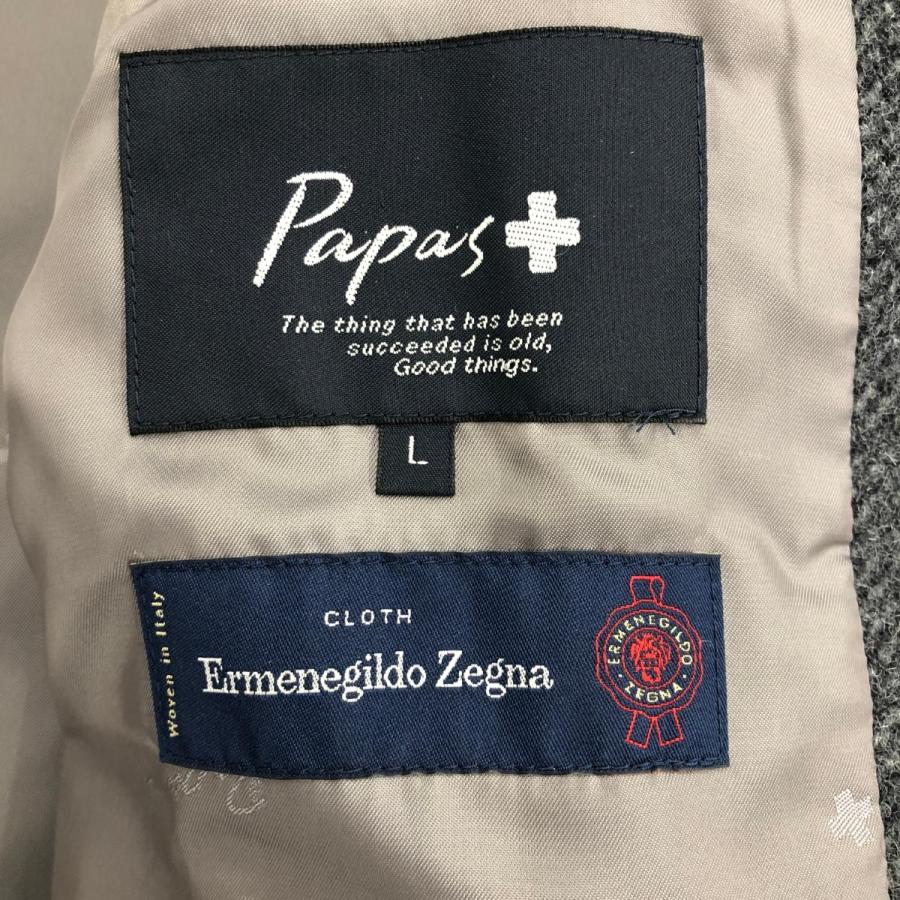 Papas
The thing that has been
succeeded is old,
Good things.
L
Woven in Italy
CLOTH
Ermenegildo Zegna
ERMENEGILDO
· ZEGNA ·